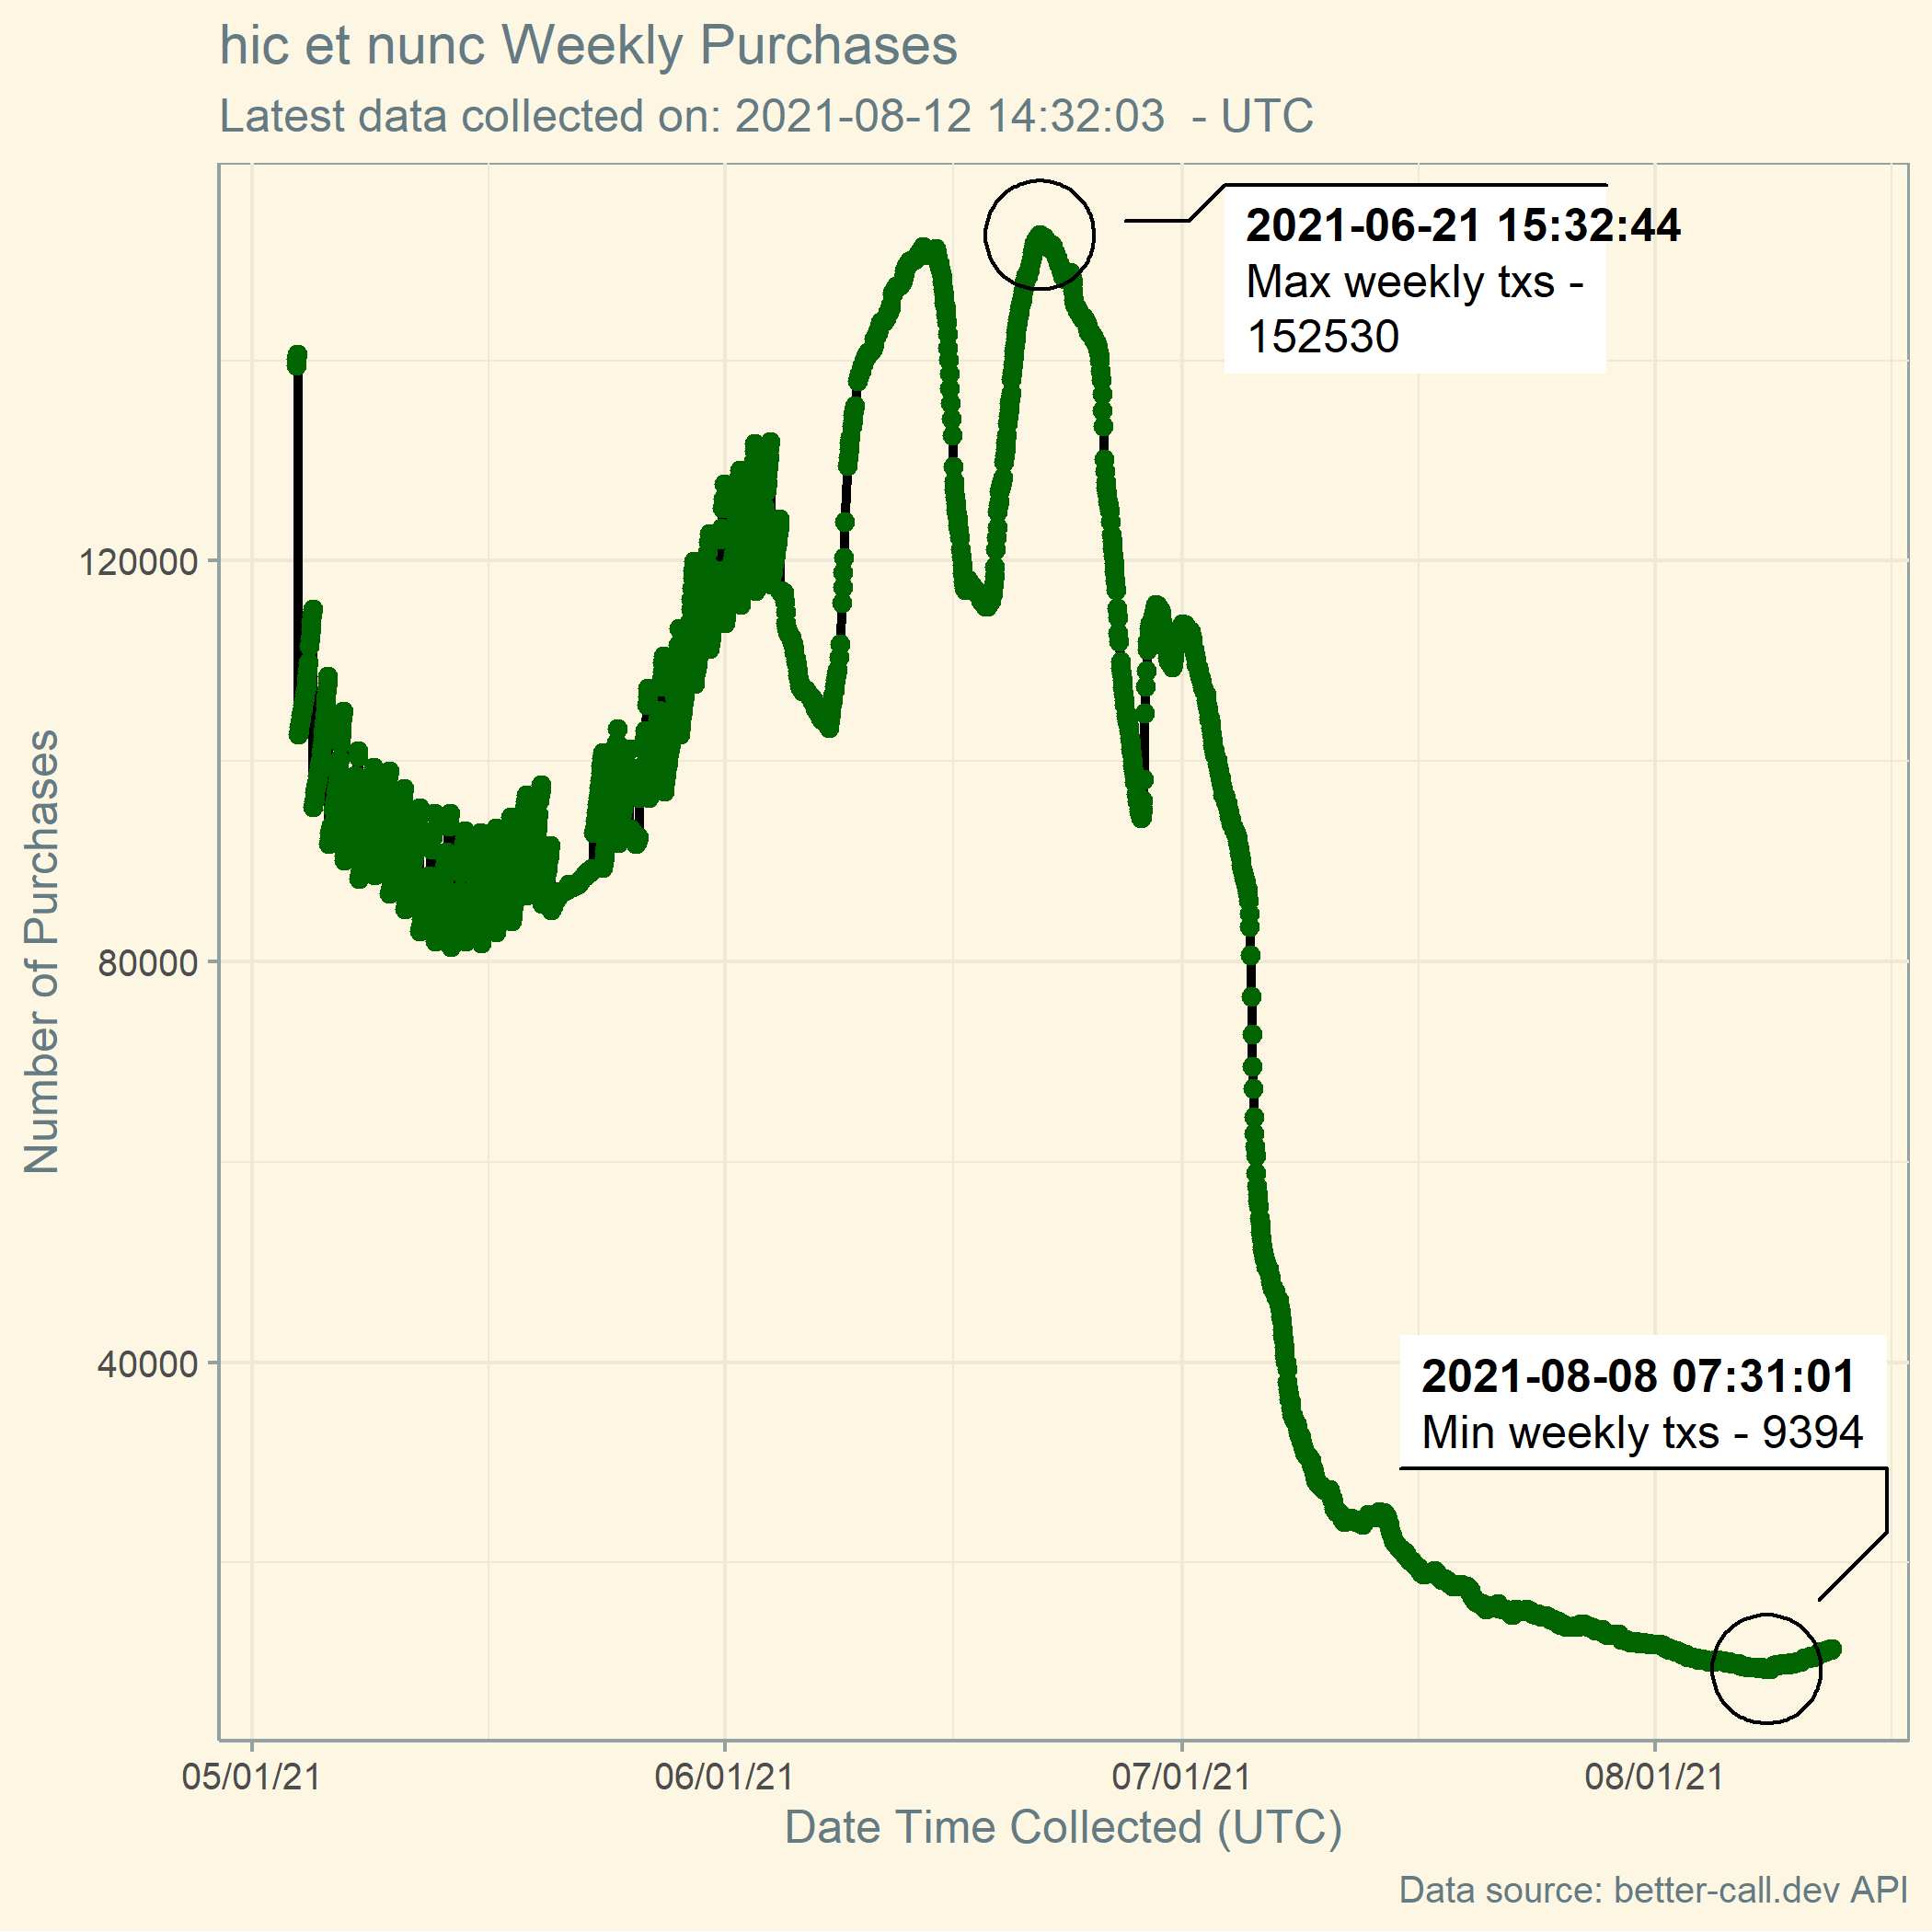 hic et nunc Weekly Purchases
Latest data collected on: 2021-08-12 14:32:03  - UTC
2021-06-21 15:32:44
Max weekly txs -
152530
Number of Purchases
120000
80000
40000
2021-08-08 07:31:01
Min weekly txs - 9394
05/01/21 06/01/21 07/01/21 08/01/21
Date Time Collected (UTC)
Data source: better-call.dev API